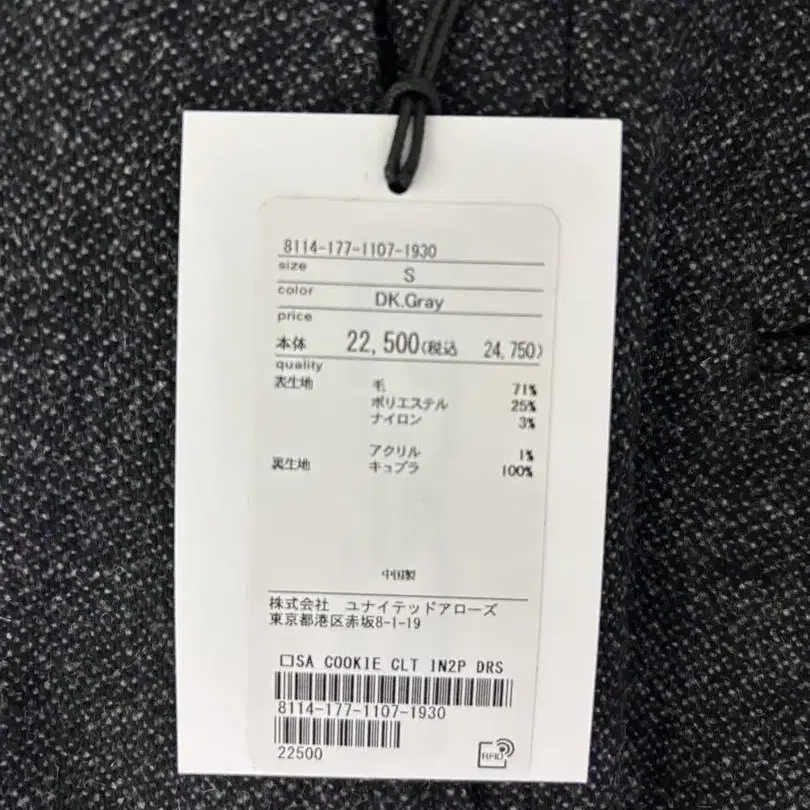 8114-177-1107-1930
size S
color DK.Gray
price
本体 22,500(税込 24,750)
quality
表生地 毛 71%
ポリエステル 25%
ナイロン 3%
アクリル 1%
裏生地 キュプラ 100%
中国製
株式会社 ユナイテッドアローズ
東京都港区赤坂8-1-19
□SA COOKIE CLT IN2P DRS
8114-177-1107-1930
22500
RFID